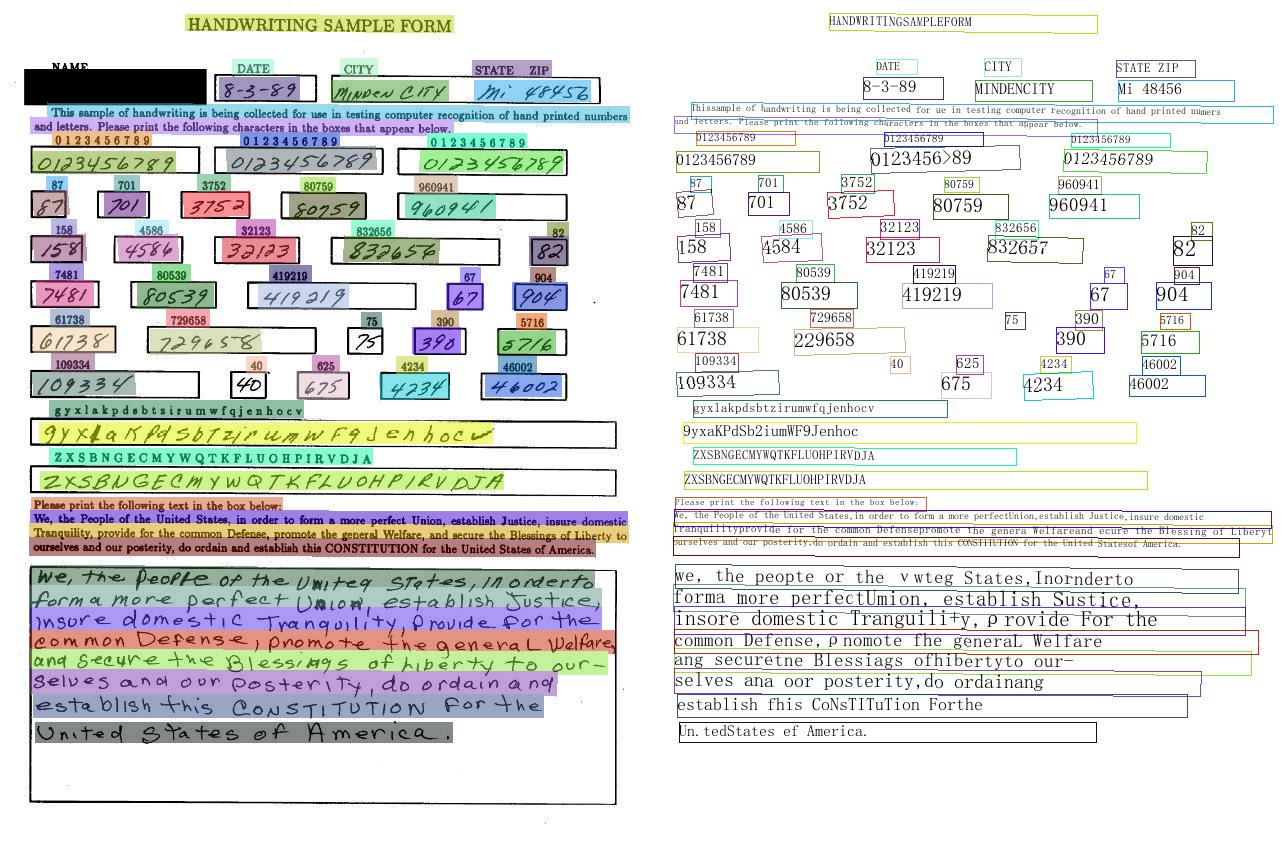 HANDWRITING SAMPLE FORM
NAME DATE CITY STATE ZIP
8-3-89 MINDEN CITY Mi 48456
This sample of handwriting is being collected for use in testing computer recognition of hand printed numbers
and letters. Please print the following characters in the boxes that appear below.
0123456789 0123456789 0123456789
0123456789 0123456789 0123456789
87 701 3752 80759 960941
87 701 3752 80759 960941
158 4586 32123 832656 82
158 4586 32123 832656 82
7481 80539 419219 67 904
7481 80539 419219 67 904
61738 729658 75 390 5716
61738 729658 75 390 5716
109334 40 625 4234 46002
109334 40 675 4234 46002
gyxlakpdsbtzirumwfqjenhocv
gyxlaKPdSbTzirumWF9Jenhocv
ZXSBNGECMYWQTKFLUOHPIRVDJA
ZXSBNGECMYWQTKFLUOHPIRVDJA
Please print the following text in the box below:
We, the People of the United States, in order to form a more perfect Union, establish Justice, insure domestic
Tranquility, provide for the common Defense, promote the general Welfare, and secure the Blessings of Liberty to
ourselves and our posterity, do ordain and establish this CONSTITUTION for the United States of America.
We, the People of the United States, in order to
form a more perfect Union, establish Justice,
insure domestic Tranquility, Provide for the
common Defense, promote the general Welfare,
and secure the Blessings of Liberty to our-
selves and our Posterity, do ordain and
establish this CONSTITUTION for the
United States of America.
HANDWRITINGSAMPLEFORM
DATE CITY STATE ZIP
8-3-89 MINDENCITY Mi 48456
Thissample of handwriting is being collected for ue in testing computer recognition of hand printed numers
and letters. Please print the following characters in the boxes that appear below.
0123456789 0123456789 0123456789
0123456789 0123456>89 0123456789
87 701 3752 80759 960941
87 701 3752 80759 960941
158 4586 32123 832656 82
158 4584 32123 832657 82
7481 80539 419219 67 904
7481 80539 419219 67 904
61738 729658 75 390 5716
61738 229658 390 5716
109334 40 625 4234 46002
109334 675 4234 46002
gyxlakpdsbtzirumwfqjenhocv
9yxaKPdSb2iumWF9Jenhoc
ZXSBNGECMYWQTKFLUOHPIRVDJA
ZXSBNGECMYWQTKFLUOHPIRVDJA
Please print the following text in the box below:
We, the People of the United States,in order to form a more perfectUnion,establish Justice,insure domestic
Tranquilityprovide for the common Defensepromote the genera Welfareand ecure the Blessing of Liberyt
ourselves and our posterity.do ordain and establish this CONSTITUTION for the United Statesof America.
we, the peopte or the vwteg States,Inornderto
forma more perfectUmion, establish Sustice,
insure domestic Tranguili+y, ρrovide For the
common Defense,ρnomote fhe generaL Welfare
ang securetne Blessiags ofhibertyto our-
selves ana oor posterity,do ordainang
establish fhis CoNsTITuTion Forthe
Un.tedStates ef America.